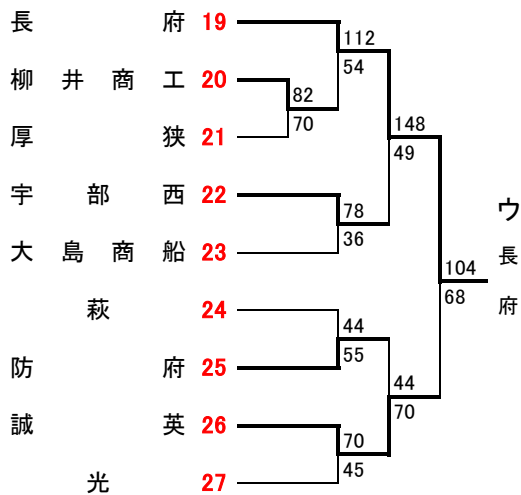 長府 19
112
54
柳井商工 20
82
70
厚狭 21
148
49
宇部西 22
78
36
大島商船 23
ウ
長府
104
68
萩 24
44
55
防府 25
44
70
誠英 26
70
45
光 27